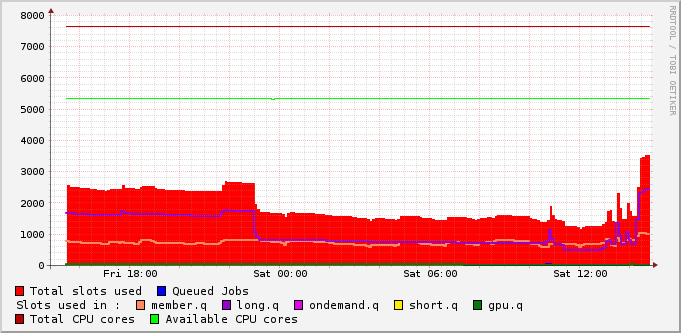 8000
7000
6000
5000
4000
3000
2000
1000
0
Fri 18:00 Sat 00:00 Sat 06:00 Sat 12:00
RRDTOOL / TOBI OETIKER
Total slots used Queued Jobs
Slots used in : member.q long.q ondemand.q short.q gpu.q
Total CPU cores Available CPU cores